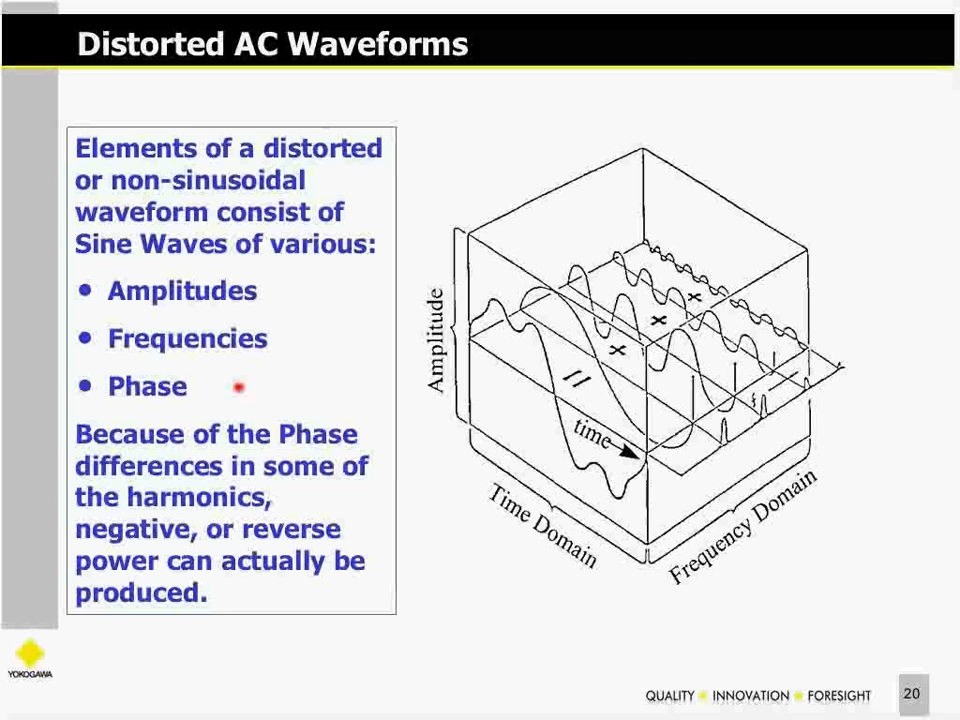 Distorted AC Waveforms
Elements of a distorted
or non-sinusoidal
waveform consist of
Sine Waves of various:
• Amplitudes
• Frequencies
• Phase
Because of the Phase
differences in some of
the harmonics,
negative, or reverse
power can actually be
produced.
Amplitude
time
Time Domain
Frequency Domain
YOKOGAWA
QUALITY INNOVATION FORESIGHT
20